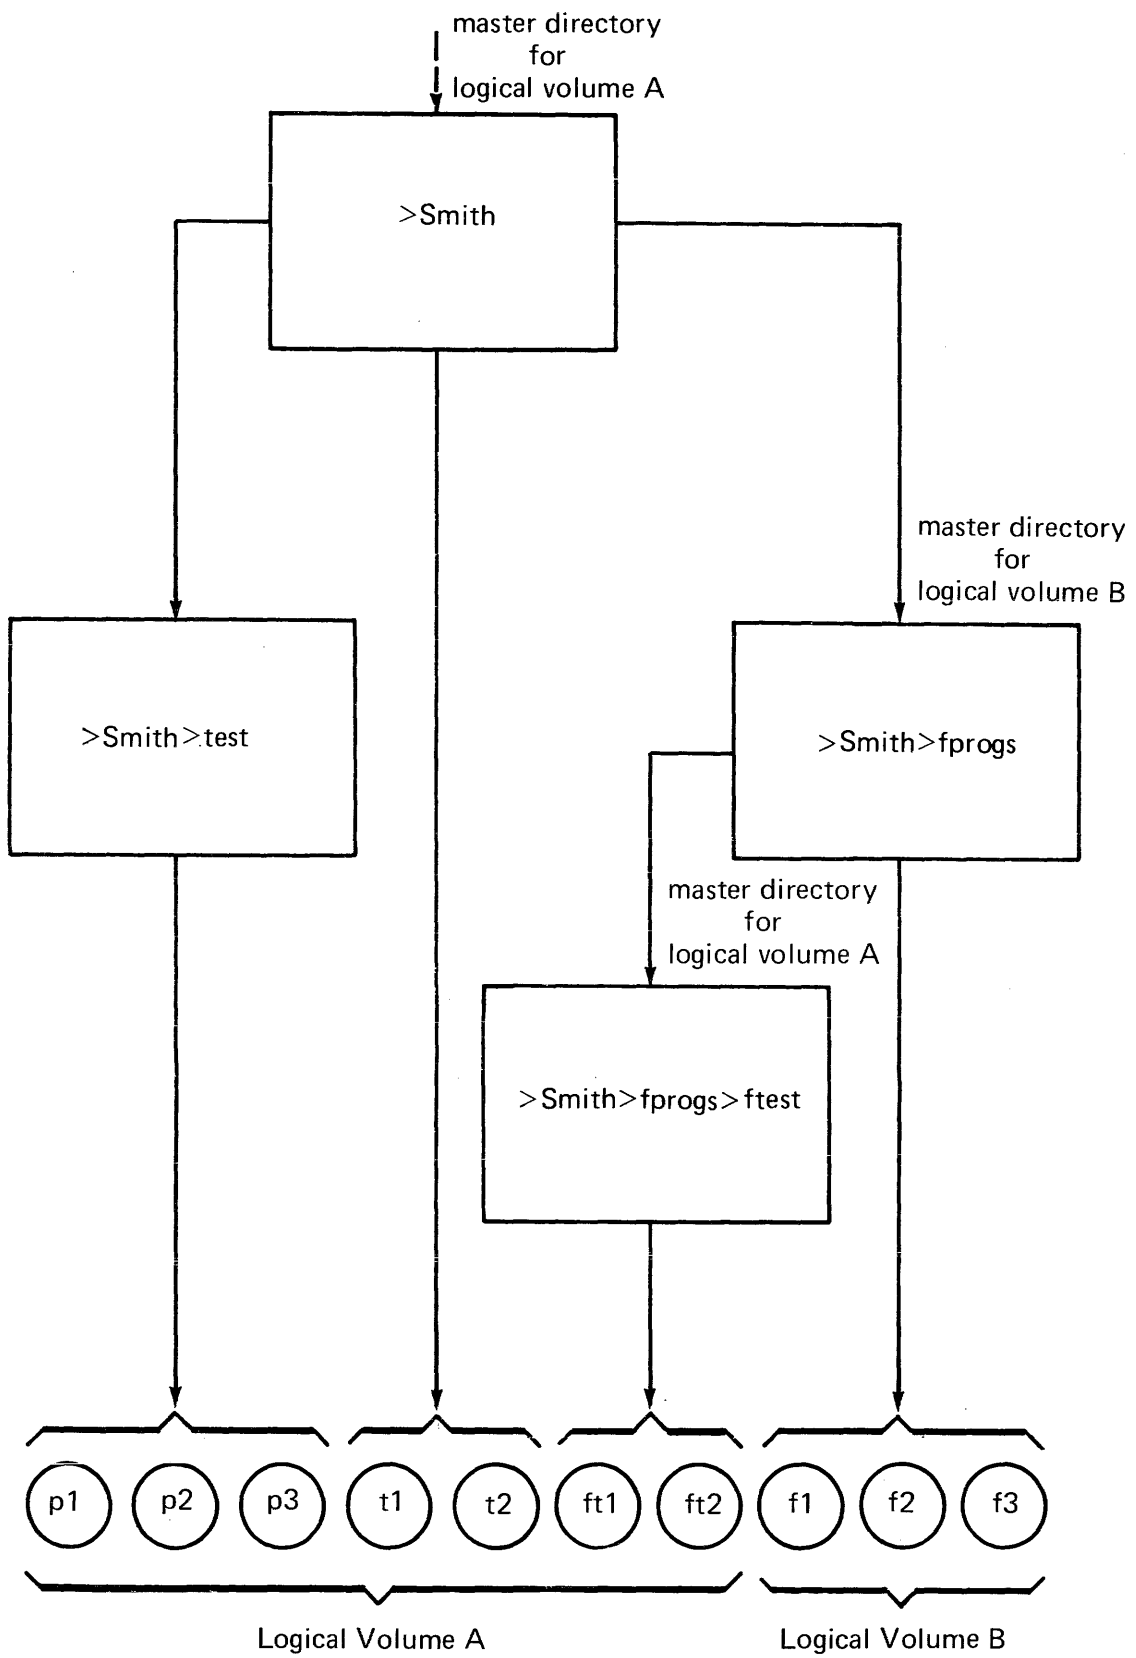 master directory
for
logical volume A
>Smith
master directory
for
logical volume B
>Smith>test
>Smith>fprogs
master directory
for
logical volume A
>Smith>fprogs>ftest
p1 p2 p3 t1 t2 ft1 ft2 f1 f2 f3
Logical Volume A
Logical Volume B